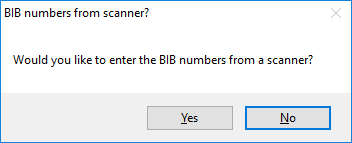 BIB numbers from scanner?
Would you like to enter the BIB numbers from a scanner?
Yes
No